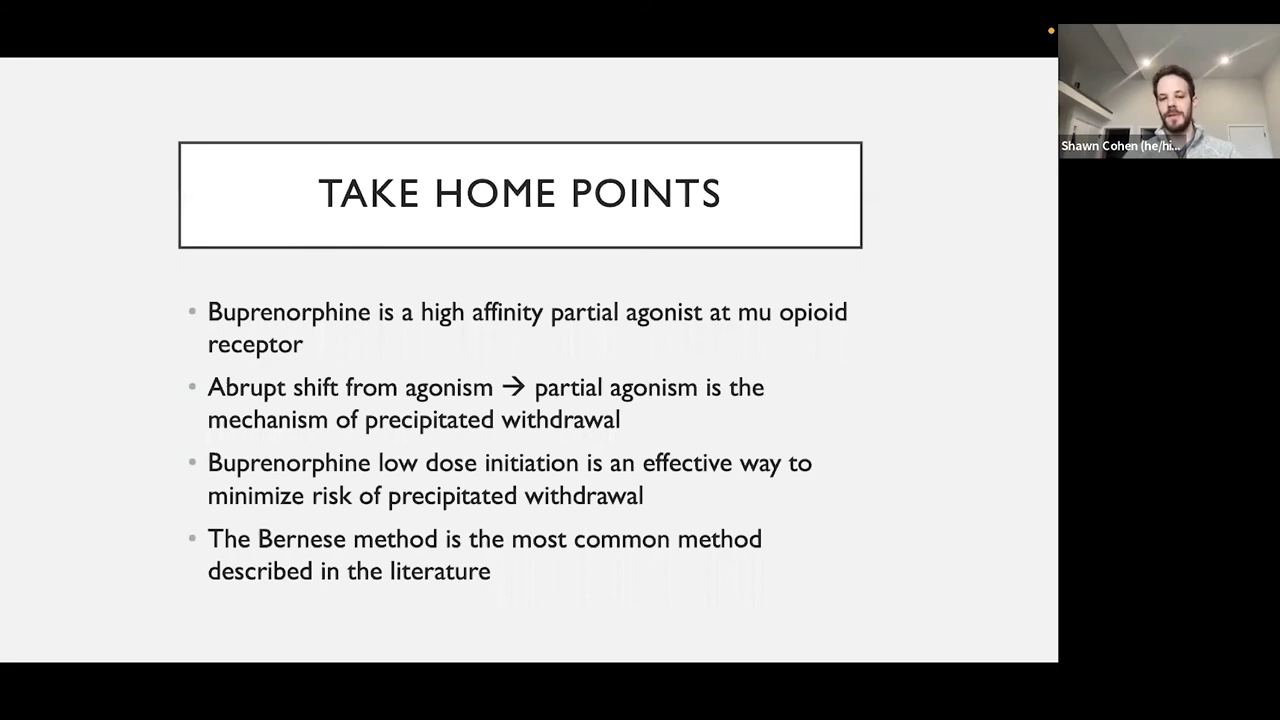 TAKE HOME POINTS
• Buprenorphine is a high affinity partial agonist at mu opioid
receptor
• Abrupt shift from agonism → partial agonism is the
mechanism of precipitated withdrawal
• Buprenorphine low dose initiation is an effective way to
minimize risk of precipitated withdrawal
• The Bernese method is the most common method
described in the literature
Shawn Cohen (he/hi...